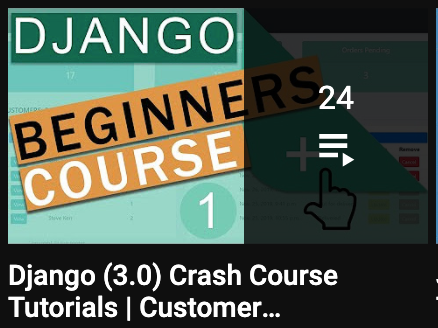 DJANGO
BEGINNERS
COURSE
24
1
Django (3.0) Crash Course
Tutorials | Customer...